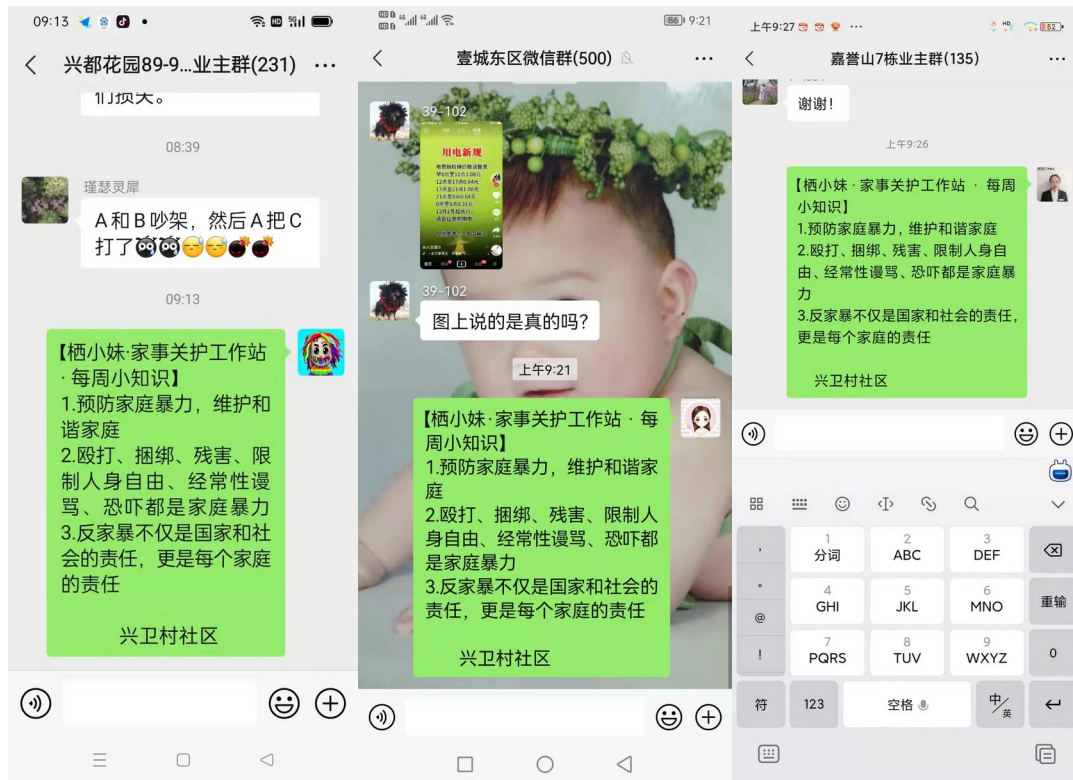 09:13
HD
5G
兴都花园89-9...业主群(231)
们损失。
08:39
瑾瑟灵犀
A和B吵架，然后A把C
打了
09:13
【栖小妹·家事关护工作站
·每周小知识】
1.预防家庭暴力，维护和
谐家庭
2.殴打、捆绑、残害、限
制人身自由、经常性谩
骂、恐吓都是家庭暴力
3.反家暴不仅是国家和社
会的责任，更是每个家庭
的责任
兴卫村社区
86
9:21
壹城东区微信群(500)
39-102
用电新规
39-102
图上说的是真的吗？
上午9:21
【栖小妹·家事关护工作站·每
周小知识】
1.预防家庭暴力，维护和谐家
庭
2.殴打、捆绑、残害、限制人
身自由、经常性谩骂、恐吓都
是家庭暴力
3.反家暴不仅是国家和社会的
责任，更是每个家庭的责任
兴卫村社区
上午9:27
HD
52
嘉誉山7栋业主群(135)
谢谢！
上午9:26
【栖小妹·家事关护工作站·每周
小知识】
1.预防家庭暴力，维护和谐家庭
2.殴打、捆绑、残害、限制人身自
由、经常性谩骂、恐吓都是家庭暴
力
3.反家暴不仅是国家和社会的责任，
更是每个家庭的责任
兴卫村社区
，
1
分词
2
ABC
3
DEF
。
4
GHI
5
JKL
6
MNO
重输
@
7
PQRS
8
TUV
9
WXYZ
!
0
符
123
空格
中/英